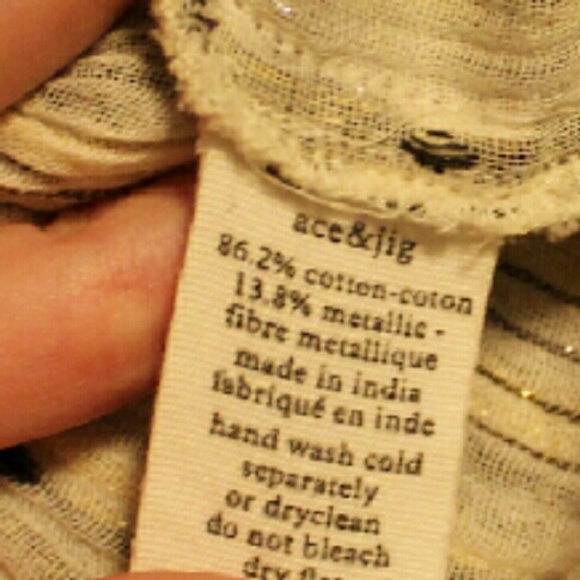 ace&jig
86.2% cotton-coton
13.8% metallic -
fibre metallique
made in india
fabriqué en inde
hand wash cold
separately
or dryclean
do not bleach
dry